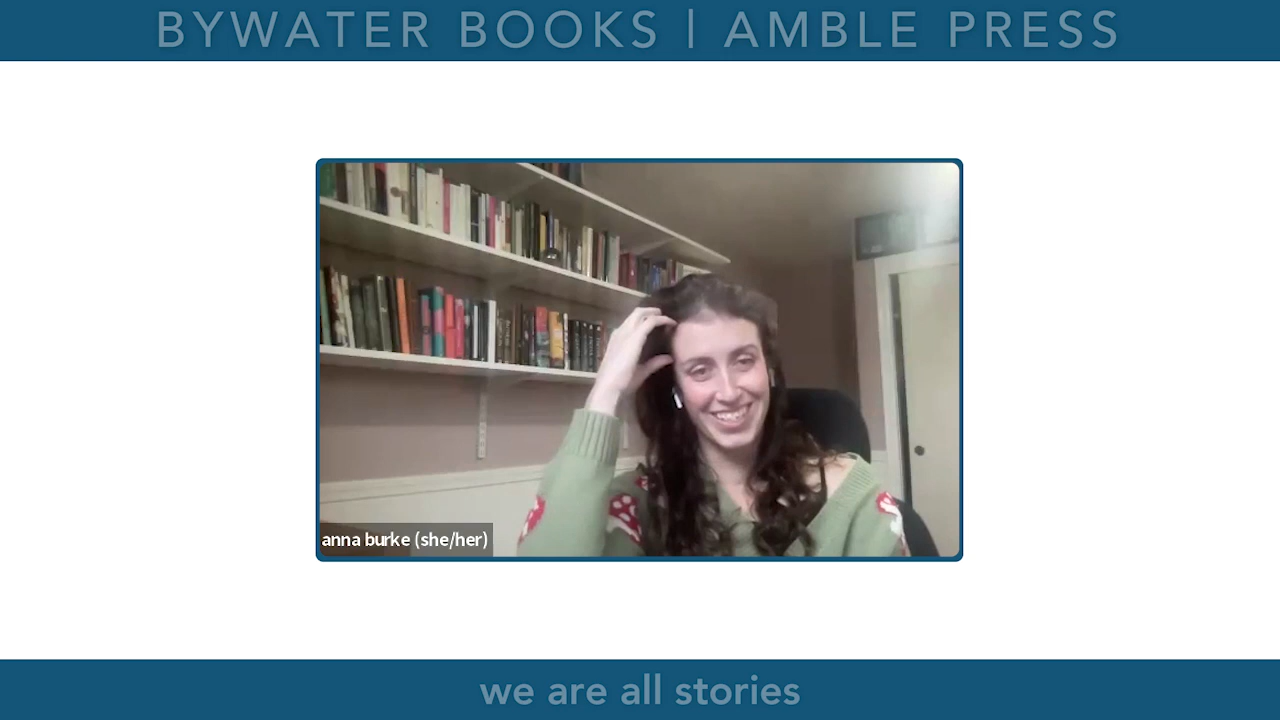 BYWATER BOOKS | AMBLE PRESS
anna burke (she/her)
we are all stories